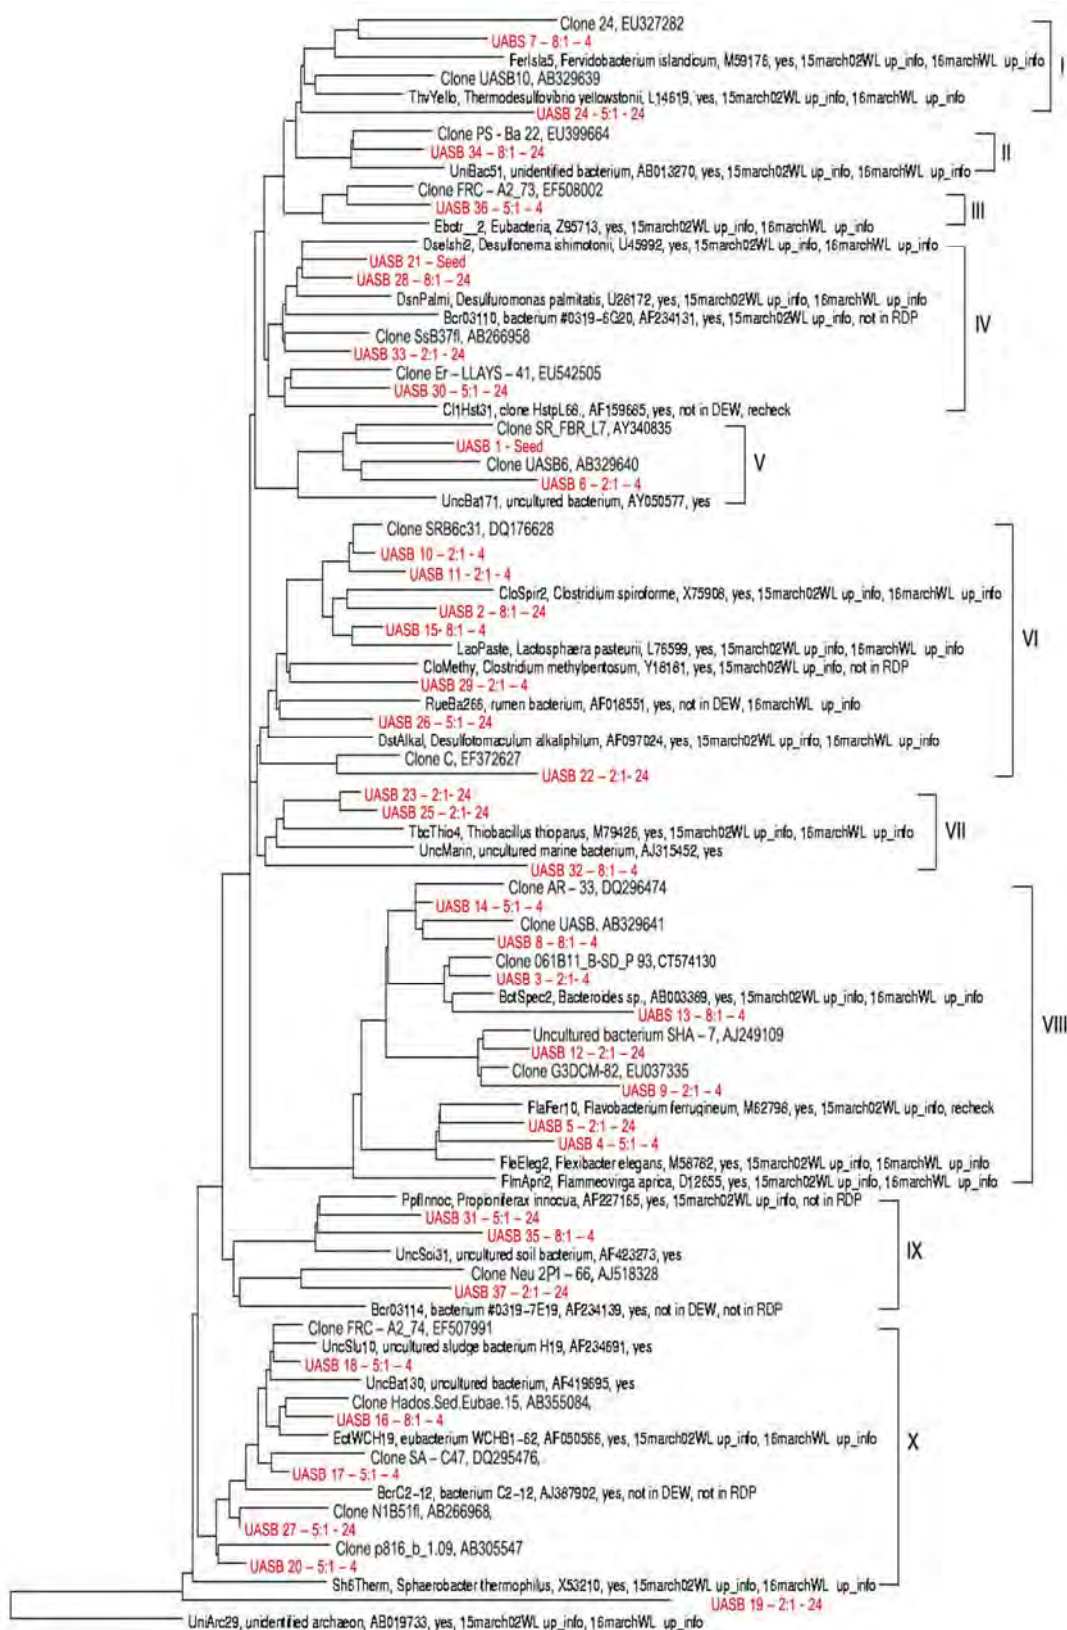 Clone 24, EU327282
UABS 7 – 8:1 – 4
FerIsla5, Fervidobacterium islandicum, M59176, yes, 15march02WL up_info, 16marchWL up_info
I
Clone UASB10, AB329639
ThvYello, Thermodesulfovibrio yellowstonii, L14619, yes, 15march02WL up_info, 16marchWL up_info
UASB 24 - 5:1 - 24
Clone PS - Ba 22, EU399664
UASB 34 – 8:1 – 24
II
UniBac51, unidentified bacterium, AB013270, yes, 15march02WL up_info, 16marchWL up_info
Clone FRC – A2_73, EF508002
UASB 36 – 5:1 – 4
III
Ebctr__2, Eubacteria, Z95713, yes, 15march02WL up_info, 16marchWL up_info
DseIshi2, Desulfonema ishimotonii, U45992, yes, 15march02WL up_info, 16marchWL up_info
UASB 21 – Seed
UASB 28 – 8:1 – 24
DsnPalmi, Desulfuromonas palmitatis, U28172, yes, 15march02WL up_info, 16marchWL up_info
Bcr03110, bacterium #0319-6G20, AF234131, yes, 15march02WL up_info, not in RDP
IV
Clone SsB37fl, AB266958
UASB 33 – 2:1 - 24
Clone Er – LLAYS – 41, EU542505
UASB 30 – 5:1 – 24
Cl1Hst31, clone HstpL68., AF159685, yes, not in DEW, recheck
Clone SR_FBR_L7, AY340835
UASB 1 - Seed
V
Clone UASB6, AB329640
UASB 6 – 2:1 – 4
UncBa171, uncultured bacterium, AY050577, yes
Clone SRB6c31, DQ176628
UASB 10 – 2:1 - 4
UASB 11 - 2:1 - 4
CloSpir2, Clostridium spiroforme, X75908, yes, 15march02WL up_info, 16marchWL up_info
UASB 2 – 8:1 – 24
UASB 15- 8:1 – 4
VI
LaoPaste, Lactosphaera pasteurii, L76599, yes, 15march02WL up_info, 16marchWL up_info
CloMethy, Clostridium methylpentosum, Y18181, yes, 15march02WL up_info, not in RDP
UASB 29 – 2:1 – 4
RueBa266, rumen bacterium, AF018551, yes, not in DEW, 16marchWL up_info
UASB 26 – 5:1 – 24
DstAlkal, Desulfotomaculum alkaliphilum, AF097024, yes, 15march02WL up_info, 16marchWL up_info
Clone C, EF372627
UASB 22 – 2:1- 24
UASB 23 – 2:1- 24
UASB 25 – 2:1- 24
TbcThio4, Thiobacillus thioparus, M79426, yes, 15march02WL up_info, 16marchWL up_info
VII
UncMarin, uncultured marine bacterium, AJ315452, yes
UASB 32 – 8:1 – 4
Clone AR – 33, DQ296474
UASB 14 – 5:1 – 4
Clone UASB, AB329641
UASB 8 – 8:1 – 4
Clone 061B11_B-SD_P 93, CT574130
UASB 3 – 2:1- 4
BctSpec2, Bacteroides sp., AB003389, yes, 15march02WL up_info, 16marchWL up_info
UABS 13 – 8:1 – 4
VIII
Uncultured bacterium SHA – 7, AJ249109
UASB 12 – 2:1 – 24
Clone G3DCM-82, EU037335
UASB 9 – 2:1 – 4
FlaFer10, Flavobacterium ferrugineum, M62798, yes, 15march02WL up_info, recheck
UASB 5 – 2:1 – 24
UASB 4 – 5:1 – 4
FleEleg2, Flexibacter elegans, M58782, yes, 15march02WL up_info, 16marchWL up_info
FlmApri2, Flammeovirga aprica, D12655, yes, 15march02WL up_info, 16marchWL up_info
PpfInnoc, Propioniferax innocua, AF227165, yes, 15march02WL up_info, not in RDP
UASB 31 – 5:1 – 24
UASB 35 – 8:1 – 4
IX
UncSoi31, uncultured soil bacterium, AF423273, yes
Clone Neu 2P1 – 66, AJ518328
UASB 37 – 2:1 – 24
Bcr03114, bacterium #0319-7E19, AF234139, yes, not in DEW, not in RDP
Clone FRC – A2_74, EF507991
UncSlu10, uncultured sludge bacterium H19, AF234691, yes
UASB 18 – 5:1 – 4
UncBa130, uncultured bacterium, AF419695, yes
Clone Hados.Sed.Eubae.15, AB355084,
UASB 16 – 8:1 – 4
EctWCH19, eubacterium WCHB1-62, AF050566, yes, 15march02WL up_info, 16marchWL up_info
X
Clone SA – C47, DQ295476,
UASB 17 – 5:1 – 4
BcrC2-12, bacterium C2-12, AJ387902, yes, not in DEW, not in RDP
Clone N1B51fl, AB266968,
UASB 27 – 5:1 - 24
Clone p816_b_1.09, AB305547
UASB 20 – 5:1 – 4
Sh6Therm, Sphaerobacter thermophilus, X53210, yes, 15march02WL up_info, 16marchWL up_info
UASB 19 – 2:1 - 24
UniArc29, unidentified archaeon, AB019733, yes, 15march02WL up_info, 16marchWL up_info